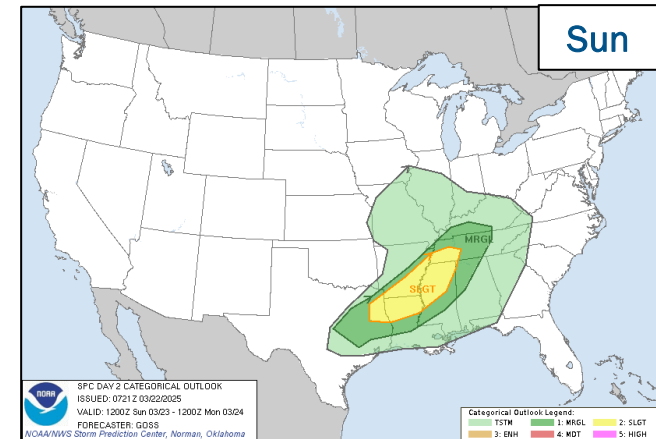 Sun
MRGL
SLGT
NOAA
SPC DAY 2 CATEGORICAL OUTLOOK
ISSUED: 0721Z 03/22/2025
VALID: 1200Z Sun 03/23 - 1200Z Mon 03/24
FORECASTER: GOSS
NOAA/NWS Storm Prediction Center, Norman, Oklahoma
Categorical Outlook Legend:
TSTM 1: MRGL 2: SLGT
3: ENH 4: MDT 5: HIGH